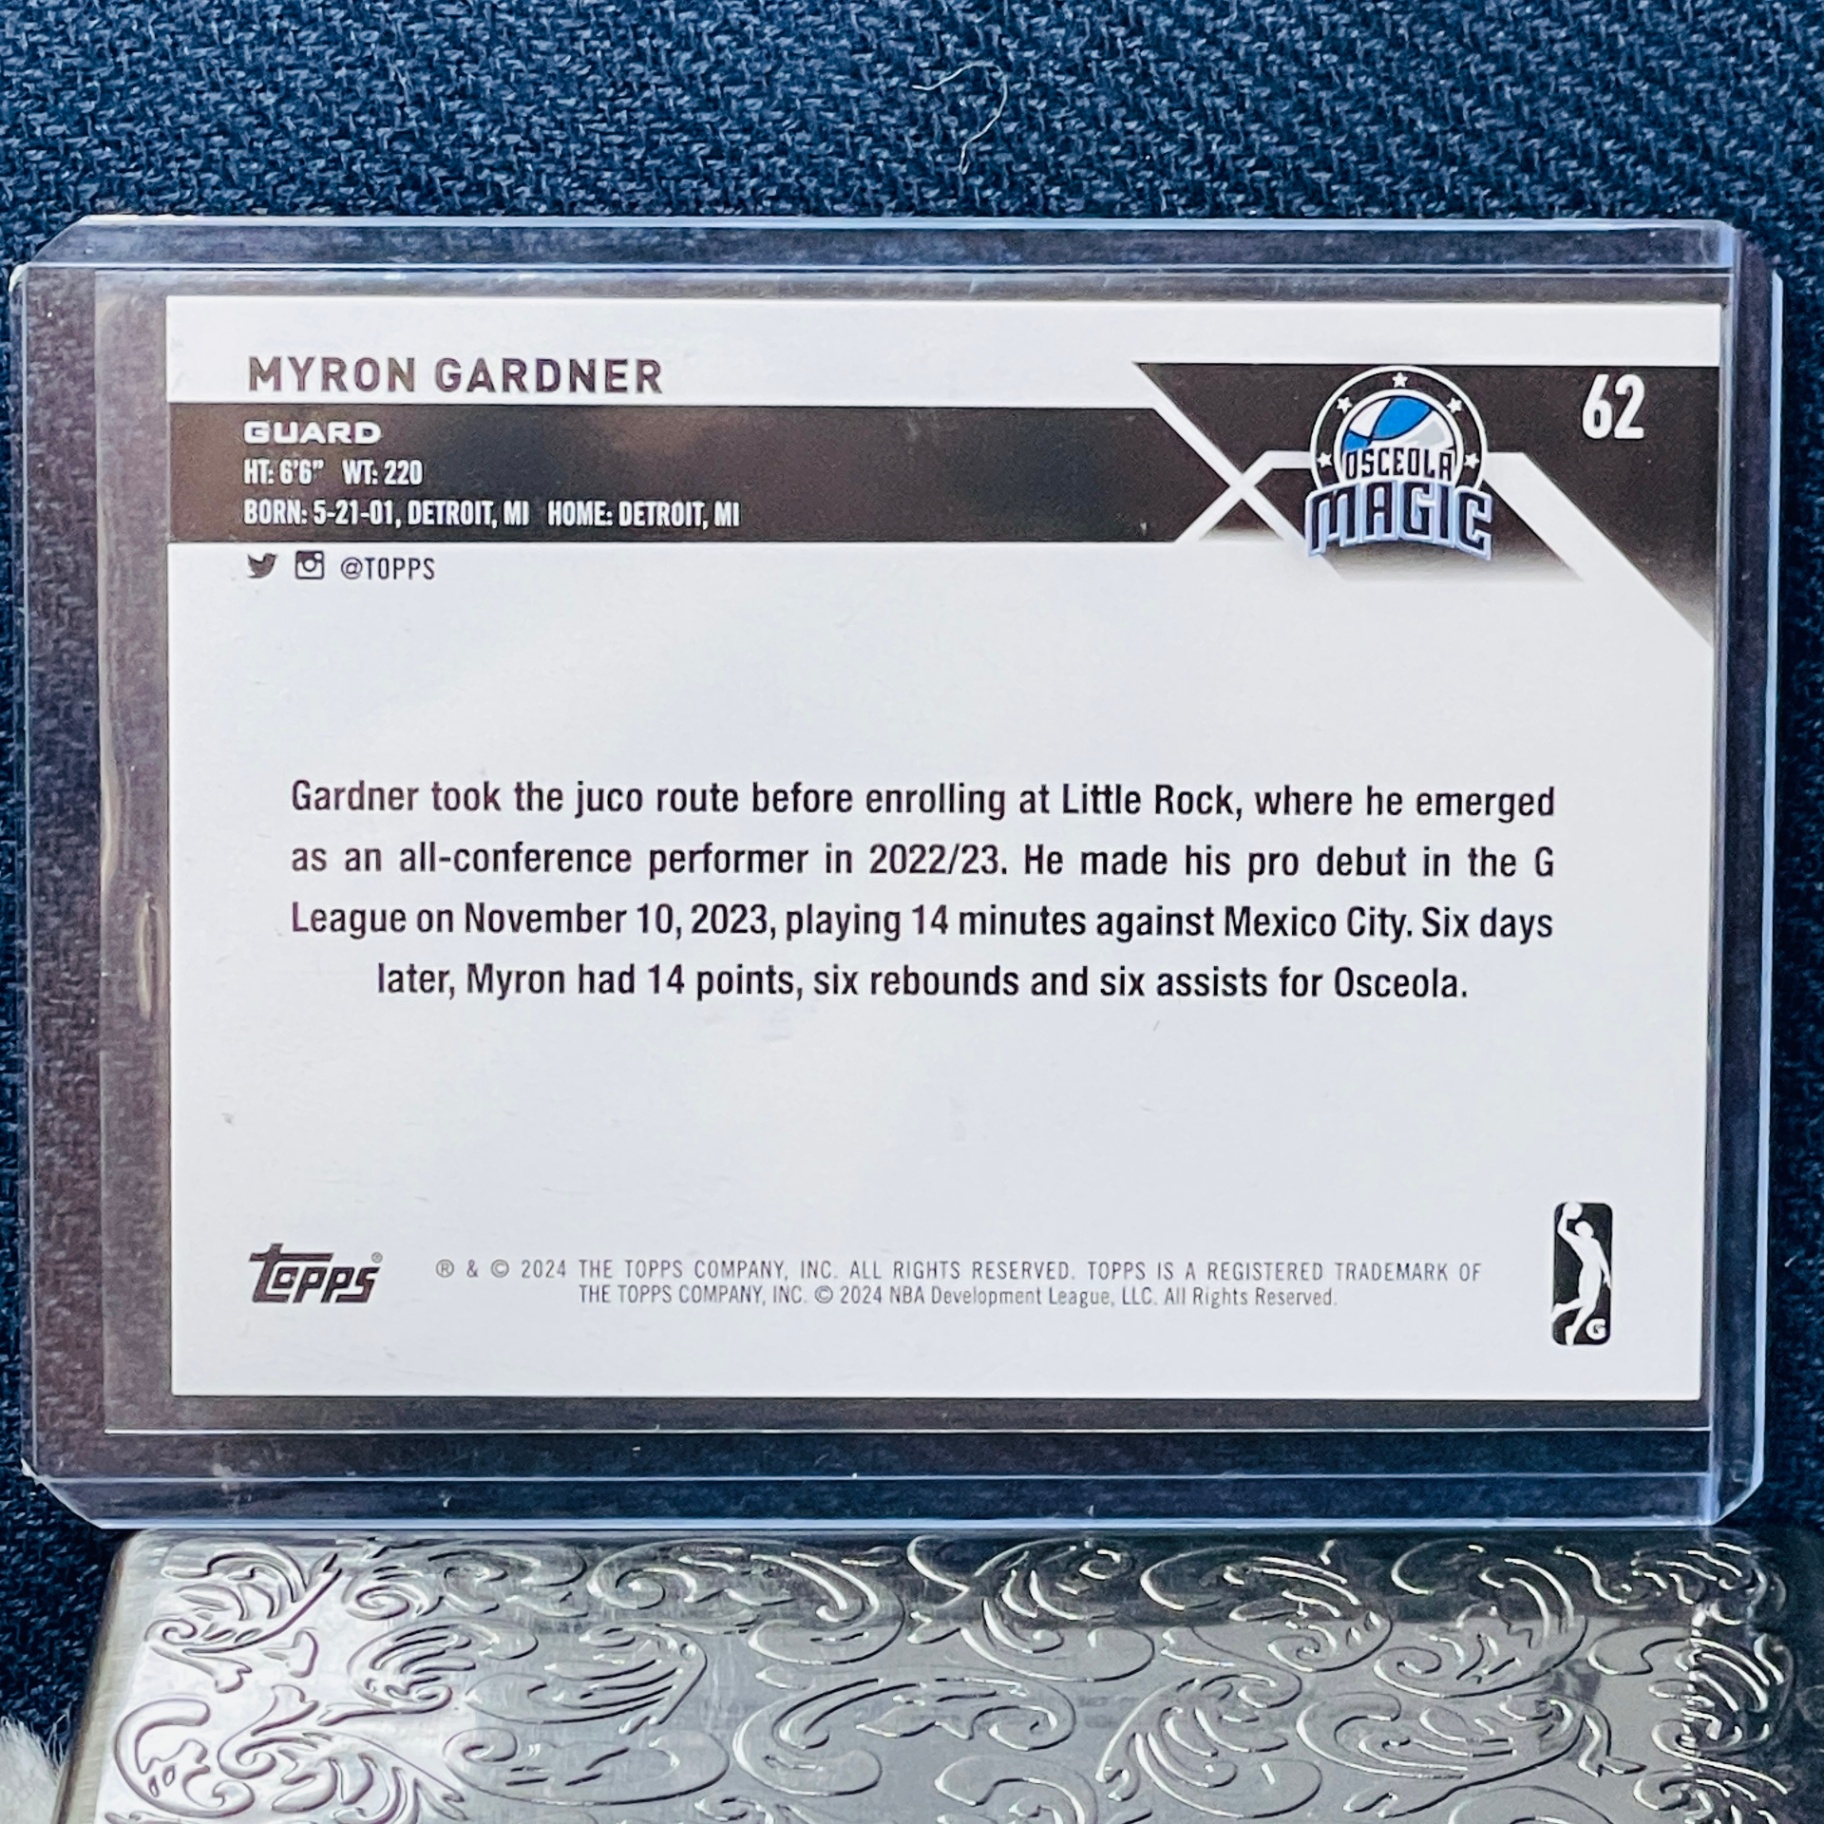 MYRON GARDNER
62
GUARD
HT: 6'6" WT: 220
BORN: 5-21-01, DETROIT, MI HOME: DETROIT, MI
OSCEOLA
MAGIC
@TOPPS
Gardner took the juco route before enrolling at Little Rock, where he emerged
as an all-conference performer in 2022/23. He made his pro debut in the G
League on November 10, 2023, playing 14 minutes against Mexico City. Six days
later, Myron had 14 points, six rebounds and six assists for Osceola.
topps®
® & © 2024 THE TOPPS COMPANY, INC. ALL RIGHTS RESERVED. TOPPS IS A REGISTERED TRADEMARK OF
THE TOPPS COMPANY, INC. © 2024 NBA Development League, LLC. All Rights Reserved.
G